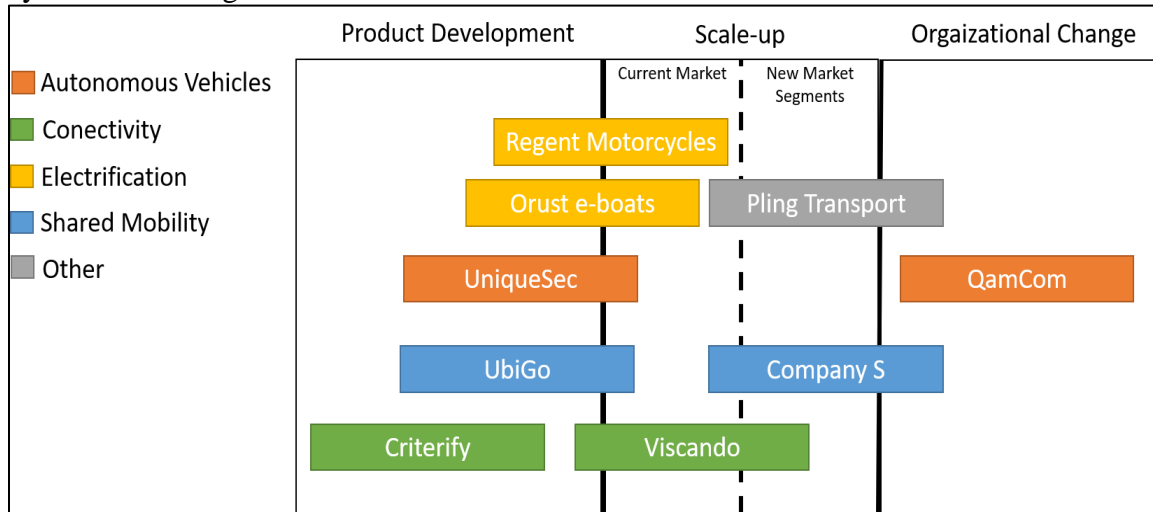 Product Development
Scale-up
Orgaizational Change
Current Market
New Market
Segments
Autonomous Vehicles
Conectivity
Electrification
Shared Mobility
Other
Regent Motorcycles
Orust e-boats
Pling Transport
UniqueSec
QamCom
UbiGo
Company S
Criterify
Viscando